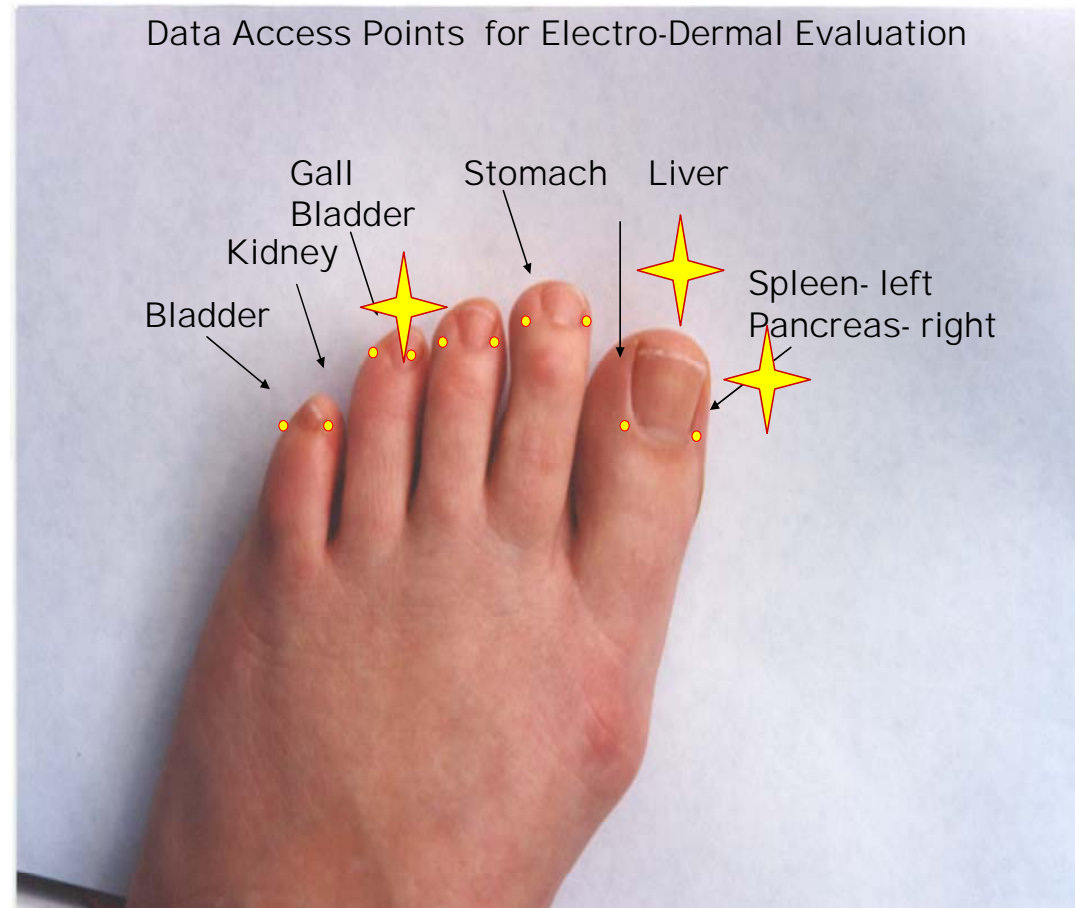 Data Access Points for Electro-Dermal Evaluation
Gall
Bladder
Stomach
Liver
Kidney
Spleen- left
Pancreas- right
Bladder